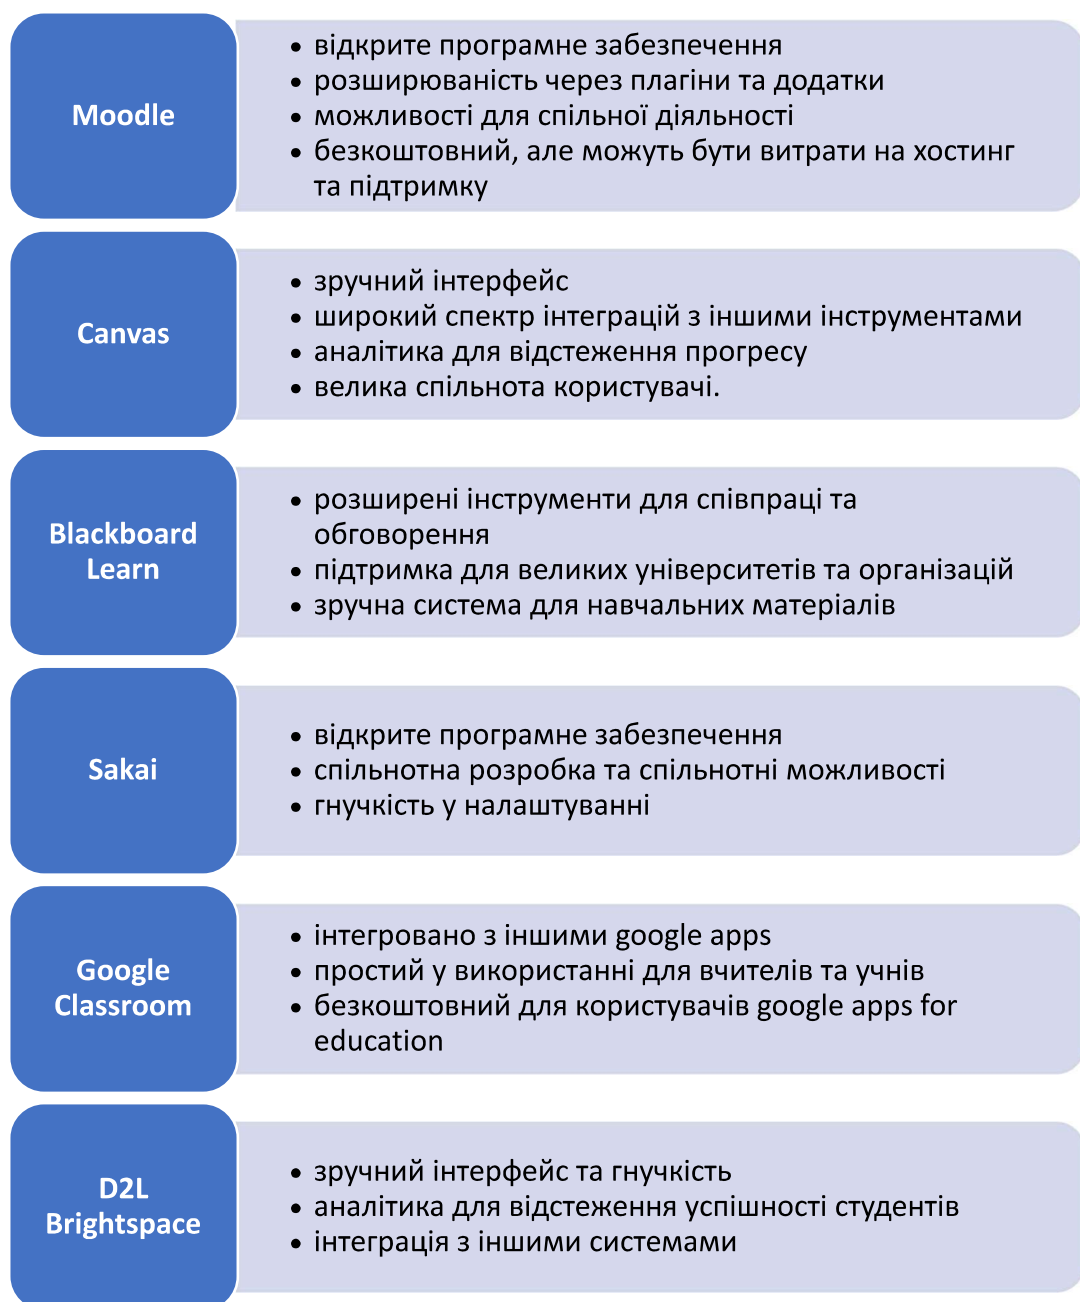 Moodle
• відкрите програмне забезпечення
• розширюваність через плагіни та додатки
• можливості для спільної діяльності
• безкоштовний, але можуть бути витрати на хостинг
та підтримку
Canvas
• зручний інтерфейс
• широкий спектр інтеграцій з іншими інструментами
• аналітика для відстеження прогресу
• велика спільнота користувачі.
Blackboard
Learn
• розширені інструменти для співпраці та
обговорення
• підтримка для великих університетів та організацій
• зручна система для навчальних матеріалів
Sakai
• відкрите програмне забезпечення
• спільнотна розробка та спільнотні можливості
• гнучкість у налаштуванні
Google
Classroom
• інтегровано з іншими google apps
• простий у використанні для вчителів та учнів
• безкоштовний для користувачів google apps for
education
D2L
Brightspace
• зручний інтерфейс та гнучкість
• аналітика для відстеження успішності студентів
• інтеграція з іншими системами